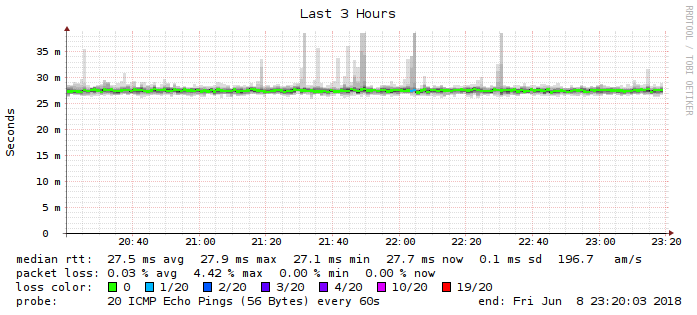 Last 3 Hours
RRDTOOL / TOBI OETIKER
Seconds
35 m
30 m
25 m
20 m
15 m
10 m
5 m
0
20:40 21:00 21:20 21:40 22:00 22:20 22:40 23:00 23:20
median rtt: 27.5 ms avg 27.9 ms max 27.1 ms min 27.7 ms now 0.1 ms sd 196.7 am/s
packet loss: 0.03 % avg 4.42 % max 0.00 % min 0.00 % now
loss color: 0 1/20 2/20 3/20 4/20 10/20 19/20
probe: 20 ICMP Echo Pings (56 Bytes) every 60s end: Fri Jun 8 23:20:03 2018